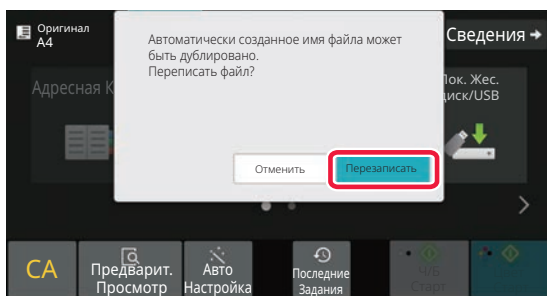 Оригинал
A4
Автоматически созданное имя файла может
быть дублировано.
Переписать файл?
Сведения
Адресная К
Лок. Жес.
диск/USB
Отменить
Перезаписать
CA
Предварит.
Просмотр
Авто
Настройка
Последние
Задания
Ч/Б
Старт